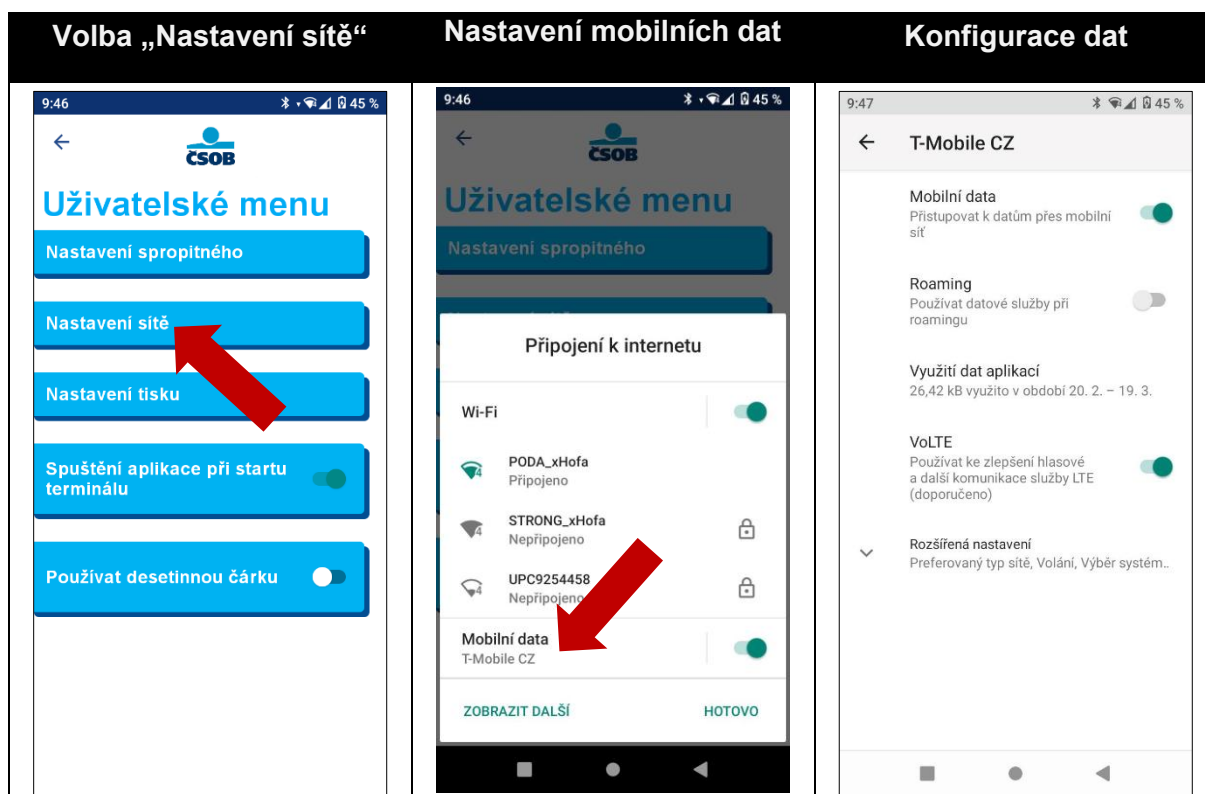 Volba „Nastavení sítě“
Nastavení mobilních dat
Konfigurace dat
9:46
45 %
ČSOB
Uživatelské menu
Nastavení spropitného
Nastavení sítě
Nastavení tisku
Spuštění aplikace při startu
terminálu
Používat desetinnou čárku
9:46
45 %
ČSOB
Uživatelské menu
Nastavení spropitného
Připojení k internetu
Wi-Fi
4
PODA_xHofa
Připojeno
4
STRONG_xHofa
Nepřipojeno
4
UPC9254458
Nepřipojeno
Mobilní data
T-Mobile CZ
ZOBRAZIT DALŠÍ
HOTOVO
9:47
45 %
T-Mobile CZ
Mobilní data
Přistupovat k datům přes mobilní
síť
Roaming
Používat datové služby při
roamingu
Využití dat aplikací
26,42 kB využito v období 20. 2. – 19. 3.
VoLTE
Používat ke zlepšení hlasové
a další komunikace služby LTE
(doporučeno)
Rozšířená nastavení
Preferovaný typ sítě, Volání, Výběr systém..